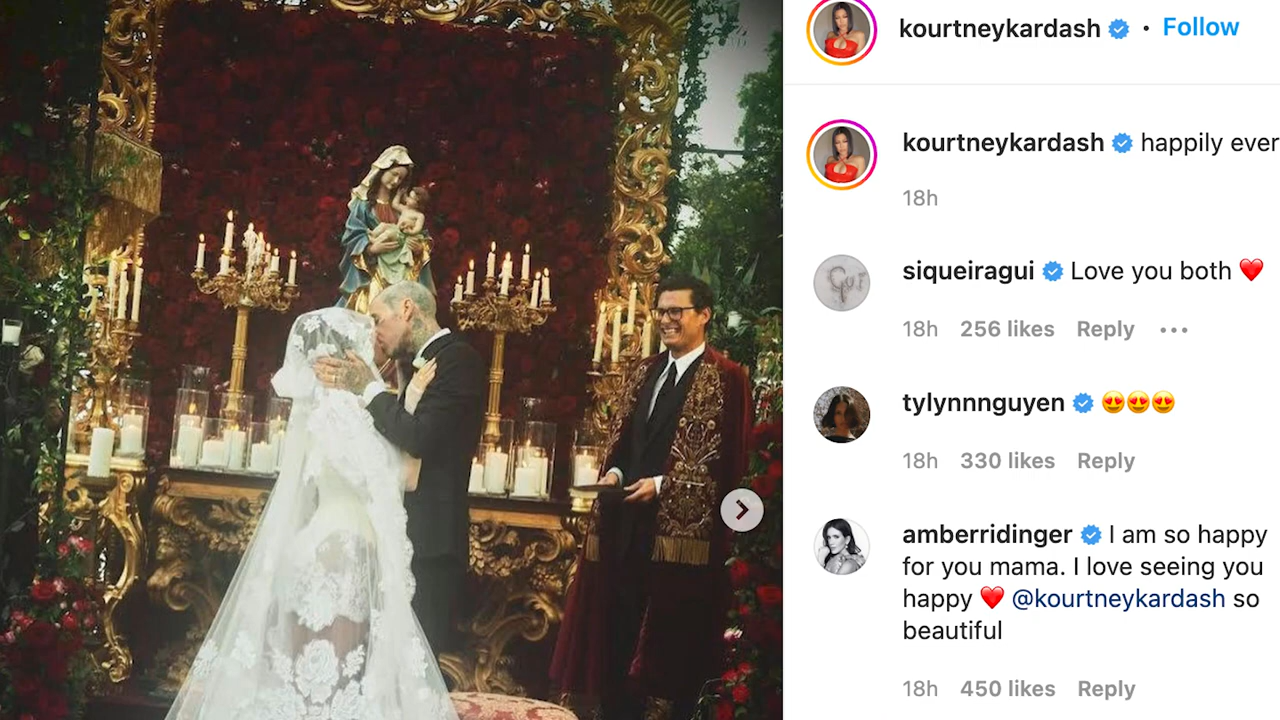 kourtneykardash • Follow
kourtneykardash happily ever
18h
siqueiragui Love you both ❤️
18h 256 likes Reply •••
tylynnnguyen 😍😍😍
18h 330 likes Reply
amberridinger I am so happy
for you mama. I love seeing you
happy ❤️ @kourtneykardash so
beautiful
18h 450 likes Reply